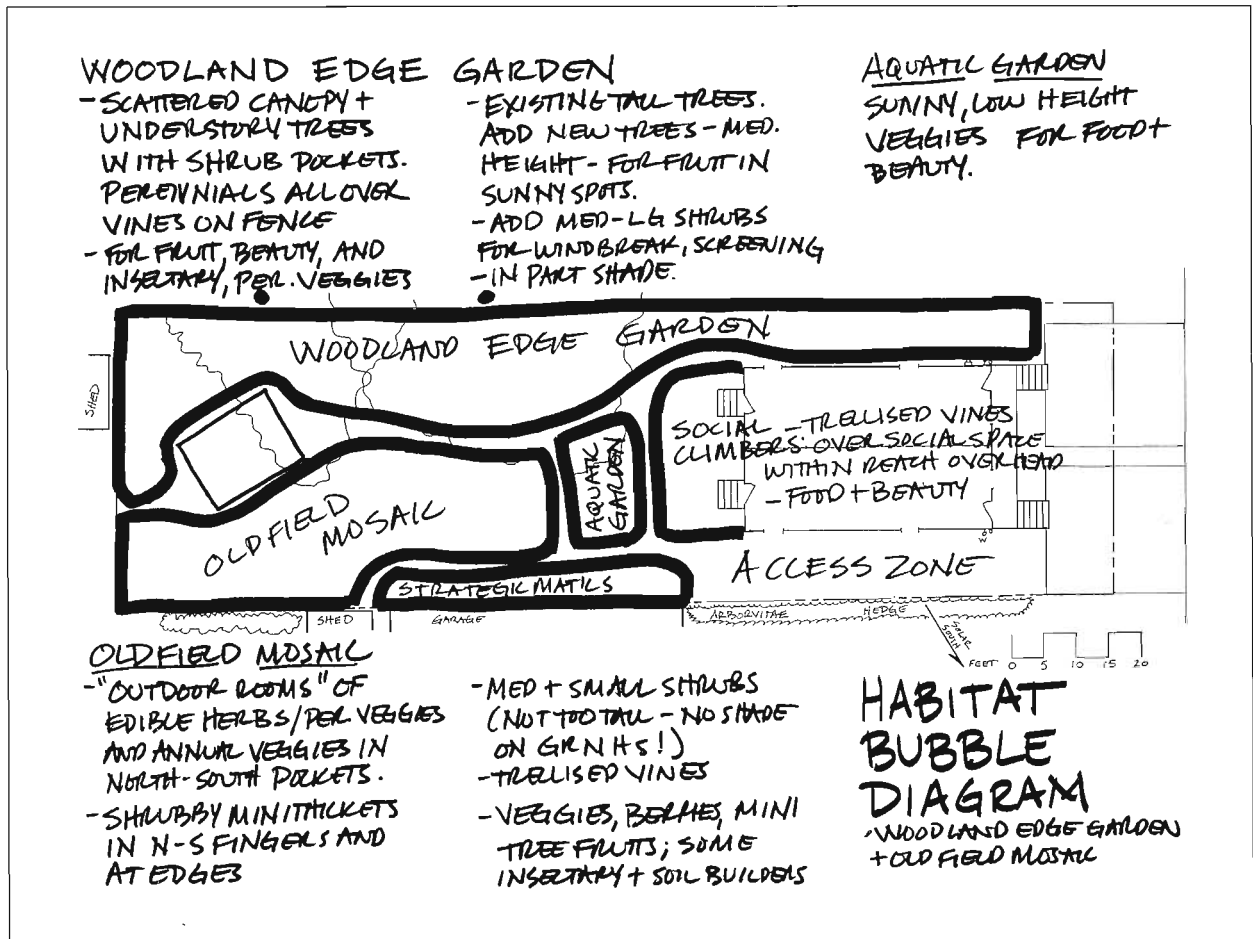 WOODLAND EDGE GARDEN
- SCATTERED CANOPY +
UNDERSTORY TREES
WITH SHRUB POCKETS.
PERENNIALS ALL OVER
VINES ON FENCE
- FOR FRUIT, BEAUTY, AND
INSECTARY, PER. VEGGIES
- EXISTING TALL TREES.
ADD NEW TREES - MED.
HEIGHT - FOR FRUIT IN
SUNNY SPOTS.
- ADD MED-LG SHRUBS
FOR WINDBREAK, SCREENING
- IN PART SHADE.
AQUATIC GARDEN
SUNNY, LOW HEIGHT
VEGGIES FOR FOOD +
BEAUTY.
WOODLAND EDGE GARDEN
SHED
SOCIAL - TRELLISED VINES
CLIMBERS: OVER SOCIAL SPACE
WITHIN REACH OVERHEAD
- FOOD + BEAUTY
AQUATIC
GARDEN
OLDFIELD
MOSAIC
ACCESS ZONE
STRATEGIC MATICS
SHED
GARAGE
ARBORVITAE HEDGE
SOLAR
SOUTH
FEET 0 5 10 15 20
OLDFIELD MOSAIC
- "OUTDOOR ROOMS" OF
EDIBLE HERBS/PER. VEGGIES
AND ANNUAL VEGGIES IN
NORTH-SOUTH POCKETS.
- SHRUBBY MINITHICKETS
IN N-S FINGERS AND
AT EDGES
- MED + SMALL SHRUBS
(NOT TOO TALL - NO SHADE
ON GRNHS!)
- TRELLISED VINES
- VEGGIES, BERRIES, MINI
TREE FRUITS; SOME
INSECTARY + SOIL BUILDERS
HABITAT
BUBBLE
DIAGRAM
- WOODLAND EDGE GARDEN
+ OLD FIELD MOSAIC